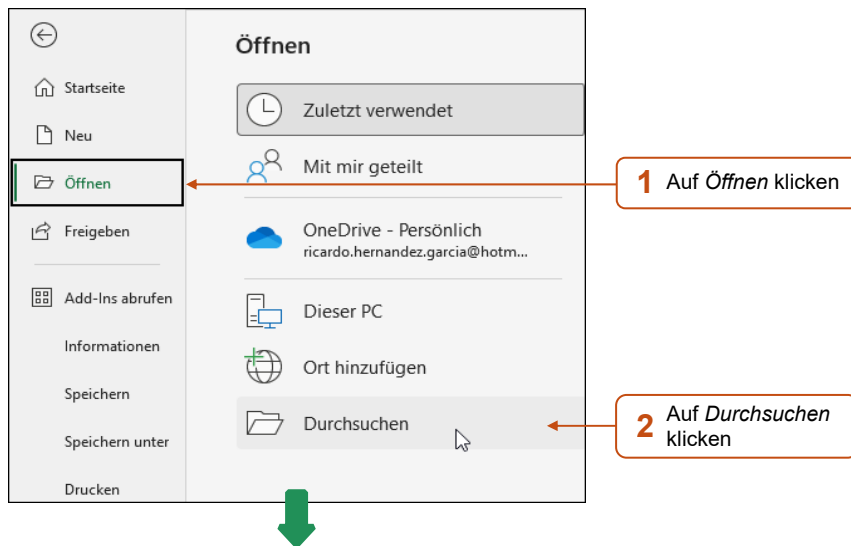 Öffnen
Startseite
Neu
Öffnen
Freigeben
Add-Ins abrufen
Informationen
Speichern
Speichern unter
Drucken
Zuletzt verwendet
Mit mir geteilt
OneDrive - Persönlich
ricardo.hernandez.garcia@hotm...
Dieser PC
Ort hinzufügen
Durchsuchen
1 Auf Öffnen klicken
2 Auf Durchsuchen
klicken